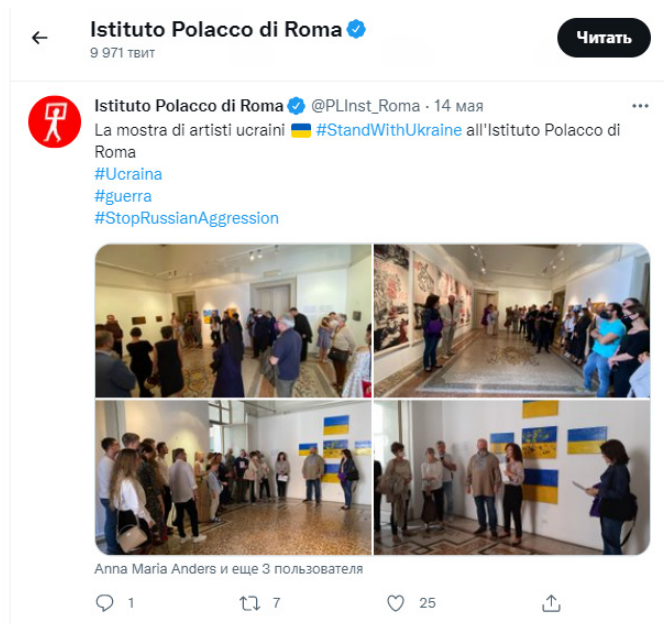 Istituto Polacco di Roma
9 971 твит
Читать
Istituto Polacco di Roma @PLInst_Roma · 14 мая
La mostra di artisti ucraini 🇺🇦 #StandWithUkraine all'Istituto Polacco di
Roma
#Ucraina
#guerra
#StopRussianAggression
Anna Maria Anders и еще 3 пользователя
1 7 25